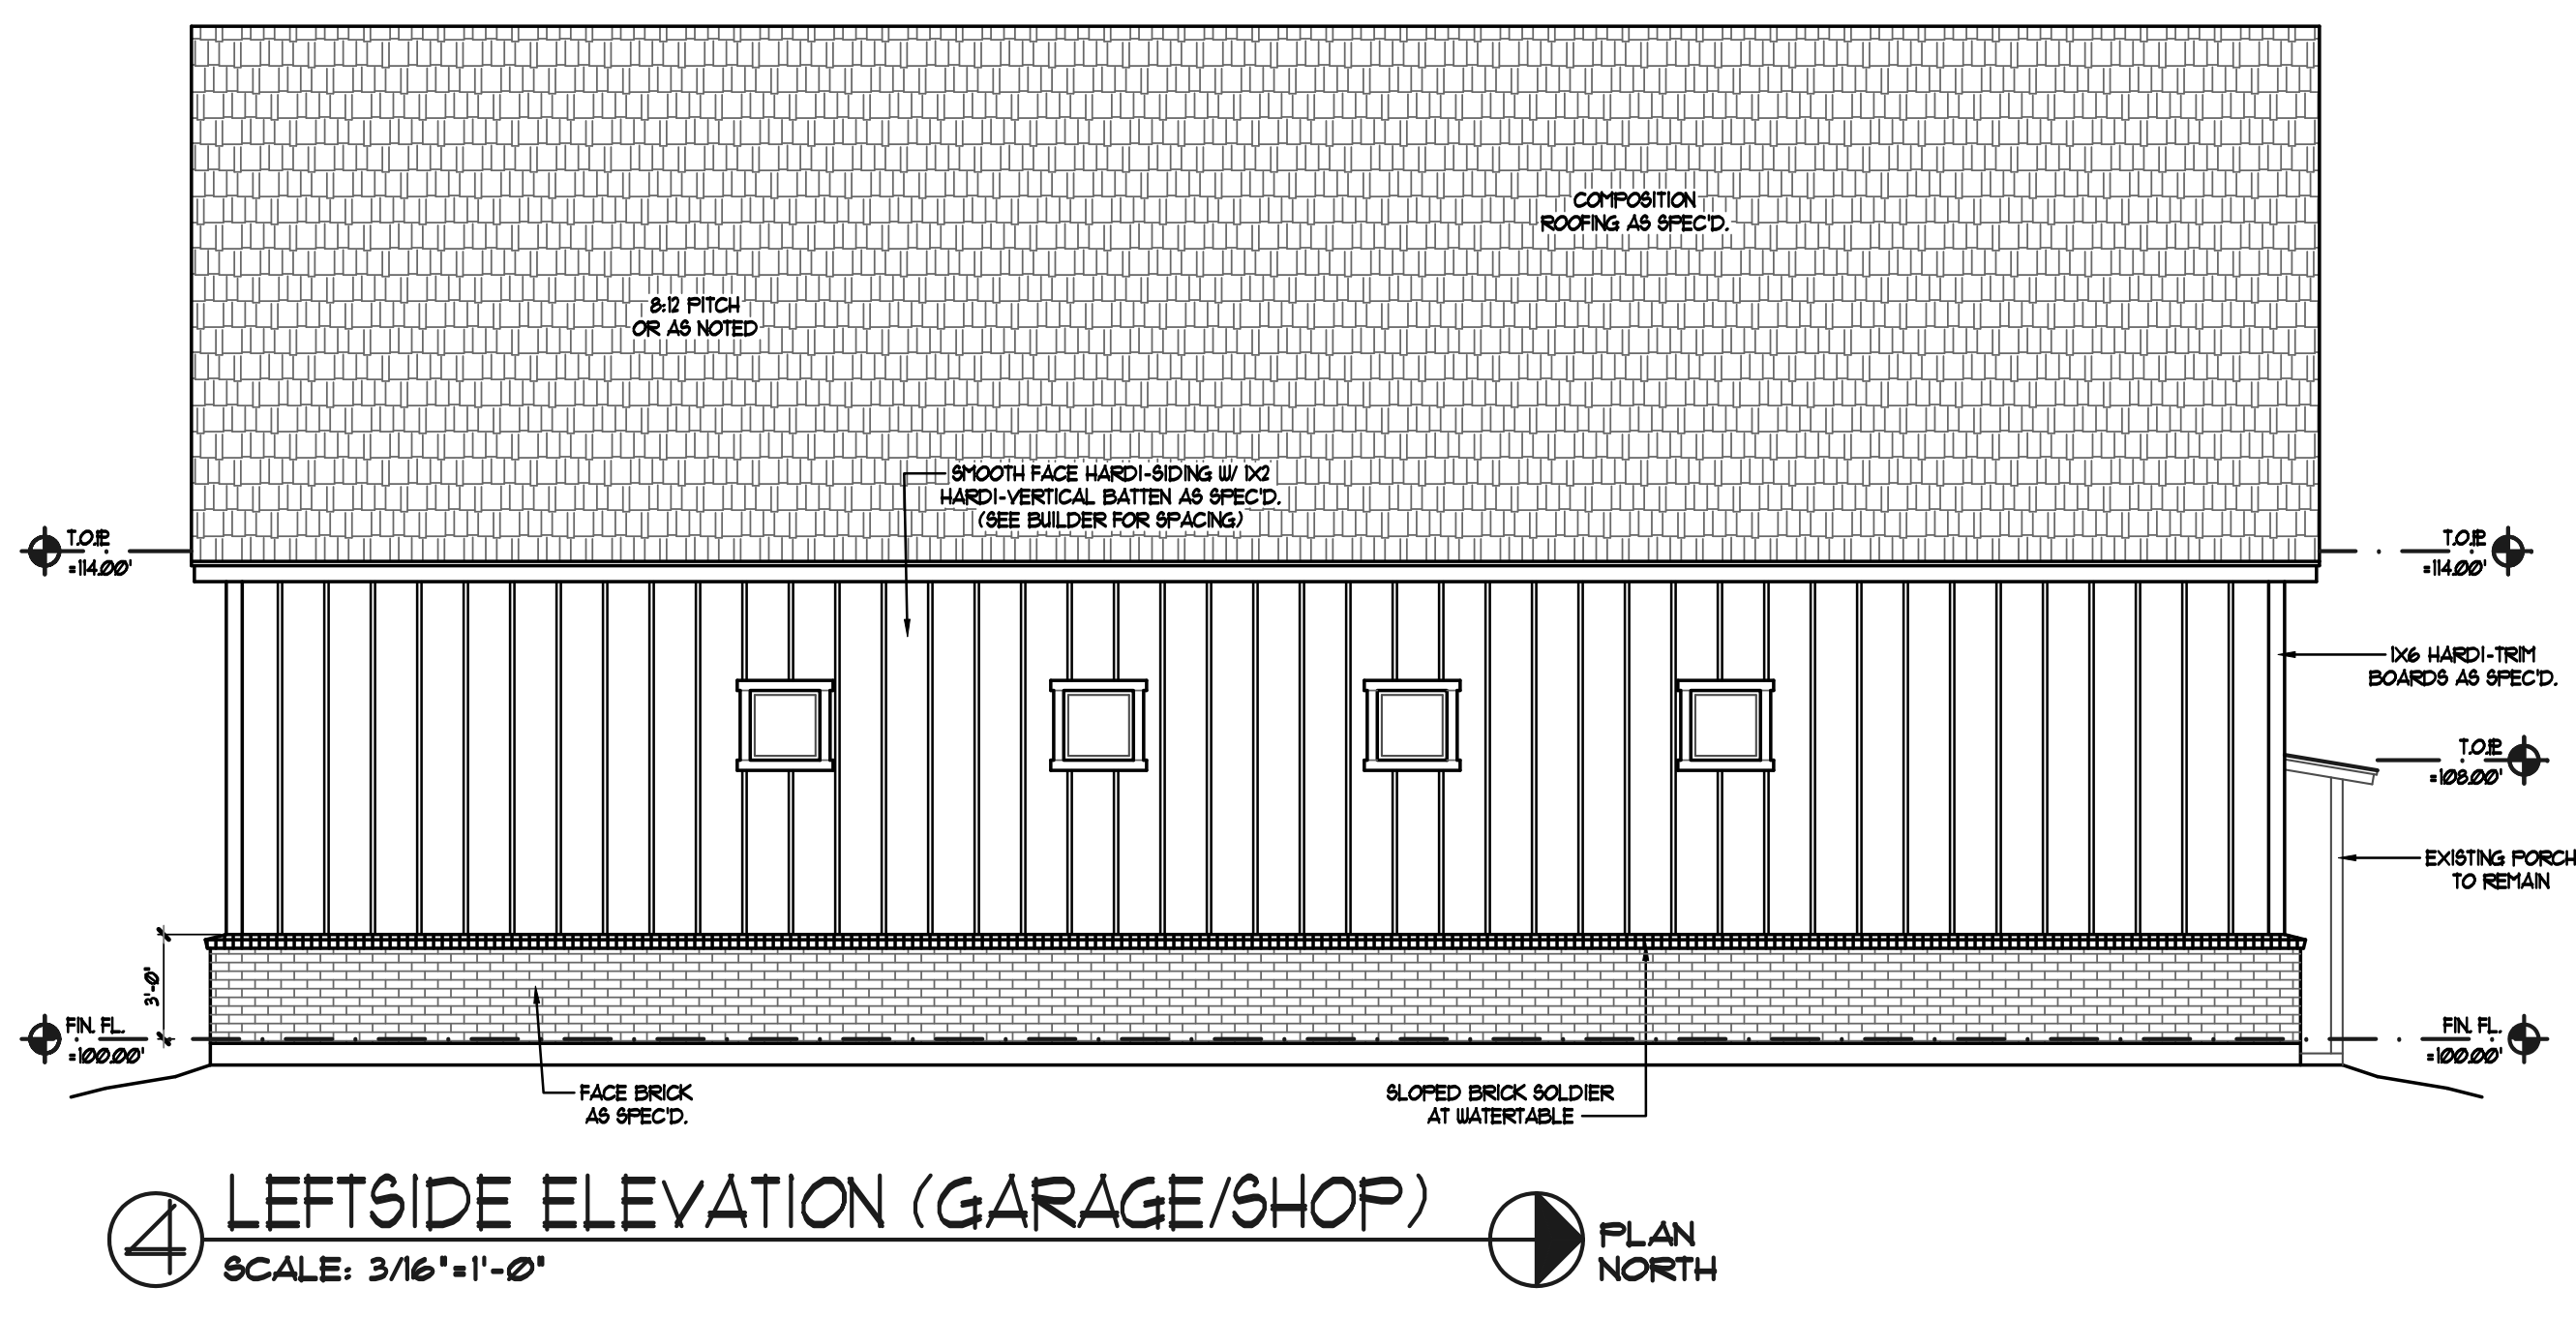 COMPOSITION
ROOFING AS SPEC'D.
8:12 PITCH
OR AS NOTED
SMOOTH FACE HARDI-SIDING W/ 1X2
HARDI-VERTICAL BATTEN AS SPEC'D.
(SEE BUILDER FOR SPACING)
T.O.P.
=114.00'
T.O.P.
=114.00'
1X6 HARDI-TRIM
BOARDS AS SPEC'D.
T.O.P.
=108.00'
EXISTING PORCH
TO REMAIN
3'-0"
FIN. FL.
=100.00'
FIN. FL.
=100.00'
FACE BRICK
AS SPEC'D.
SLOPED BRICK SOLDIER
AT WATERTABLE
4
LEFTSIDE ELEVATION (GARAGE/SHOP)
SCALE: 3/16"=1'-0"
PLAN
NORTH